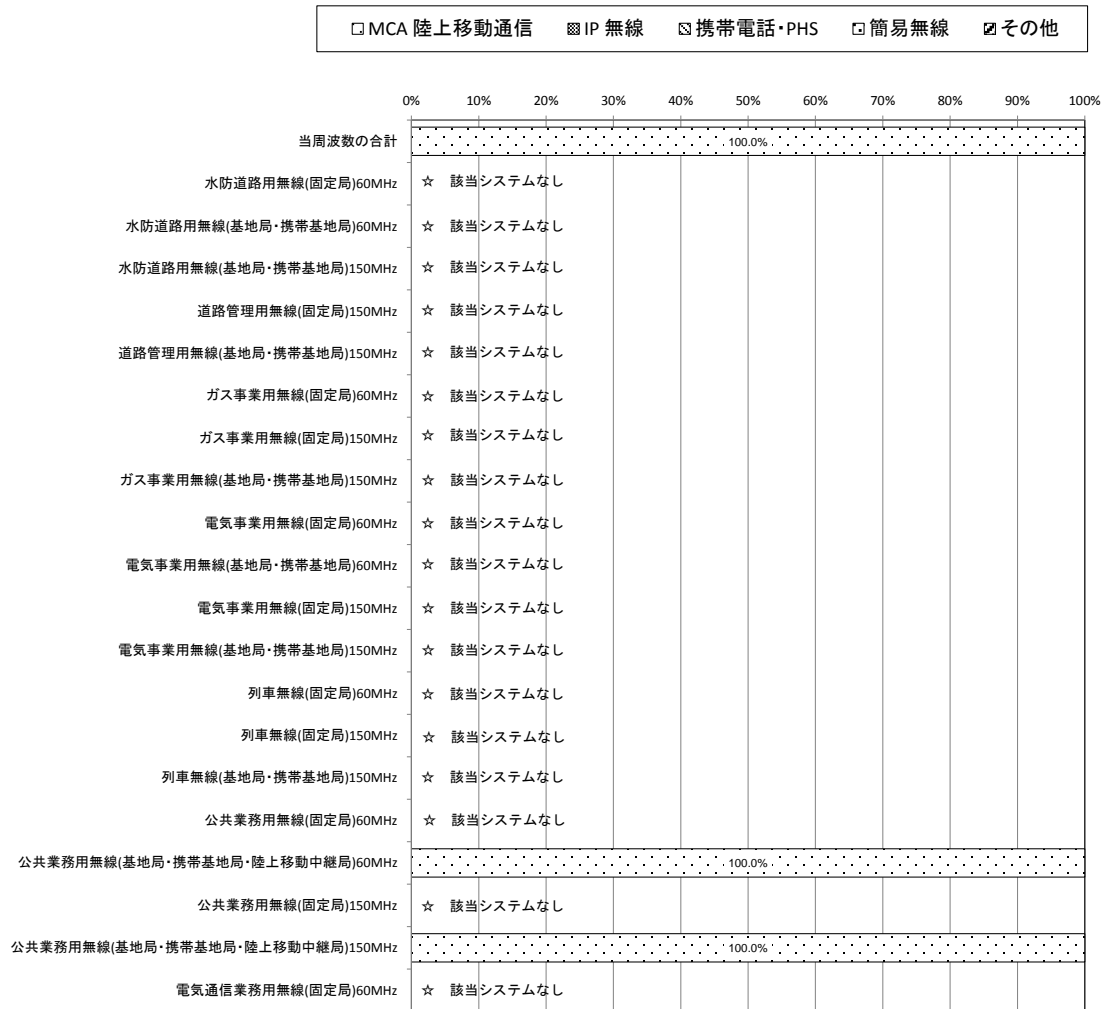 MCA 陸上移動通信 IP 無線 携帯電話・PHS 簡易無線 その他
0% 10% 20% 30% 40% 50% 60% 70% 80% 90% 100%
当周波数の合計 100.0%
水防道路用無線(固定局)60MHz ☆ 該当システムなし
水防道路用無線(基地局・携帯基地局)60MHz ☆ 該当システムなし
水防道路用無線(基地局・携帯基地局)150MHz ☆ 該当システムなし
道路管理用無線(固定局)150MHz ☆ 該当システムなし
道路管理用無線(基地局・携帯基地局)150MHz ☆ 該当システムなし
ガス事業用無線(固定局)60MHz ☆ 該当システムなし
ガス事業用無線(固定局)150MHz ☆ 該当システムなし
ガス事業用無線(基地局・携帯基地局)150MHz ☆ 該当システムなし
電気事業用無線(固定局)60MHz ☆ 該当システムなし
電気事業用無線(基地局・携帯基地局)60MHz ☆ 該当システムなし
電気事業用無線(固定局)150MHz ☆ 該当システムなし
電気事業用無線(基地局・携帯基地局)150MHz ☆ 該当システムなし
列車無線(固定局)60MHz ☆ 該当システムなし
列車無線(固定局)150MHz ☆ 該当システムなし
列車無線(基地局・携帯基地局)150MHz ☆ 該当システムなし
公共業務用無線(固定局)60MHz ☆ 該当システムなし
公共業務用無線(基地局・携帯基地局・陸上移動中継局)60MHz 100.0%
公共業務用無線(固定局)150MHz ☆ 該当システムなし
公共業務用無線(基地局・携帯基地局・陸上移動中継局)150MHz 100.0%
電気通信業務用無線(固定局)60MHz ☆ 該当システムなし